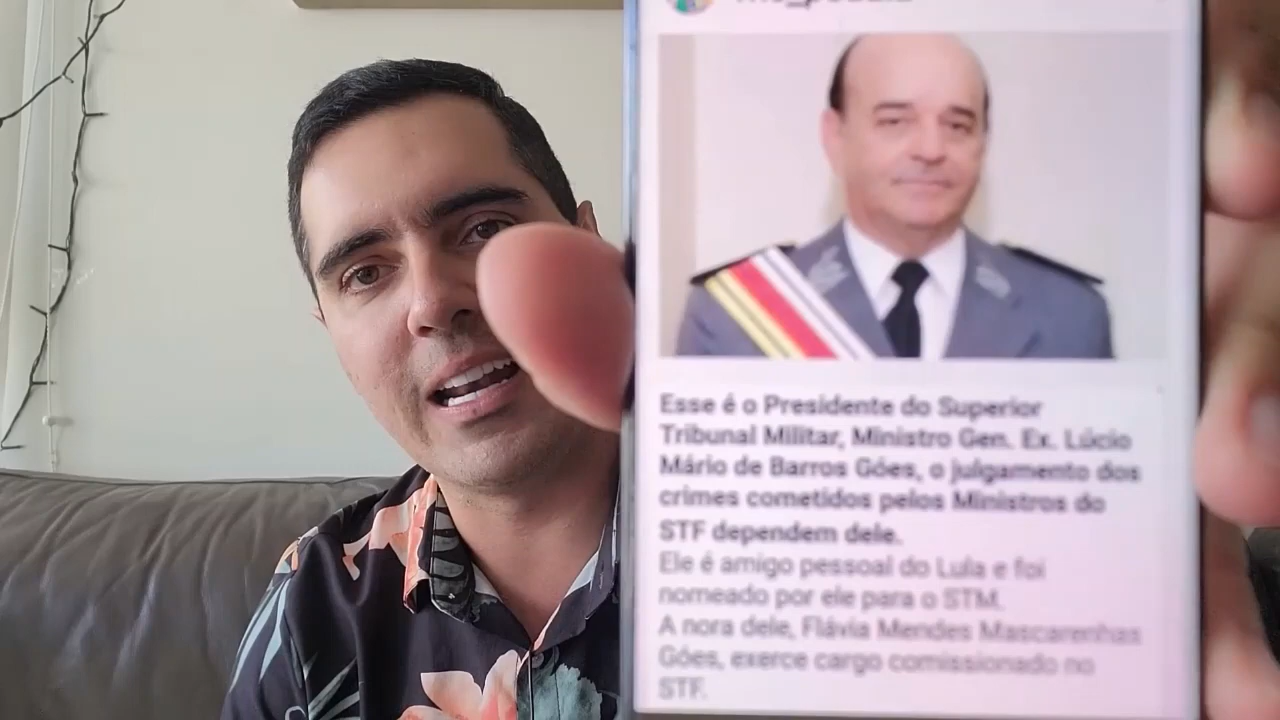 Esse é o Presidente do Superior
Tribunal Militar, Ministro Gen. Ex. Lúcio
Mário de Barros Góes, o julgamento dos
crimes cometidos pelos Ministros do
STF dependem dele.
Ele é amigo pessoal do Lula e foi
nomeado por ele para o STM.
A nora dele, Flávia Mendes Mascarenhas
Góes, exerce cargo comissionado no
STF.